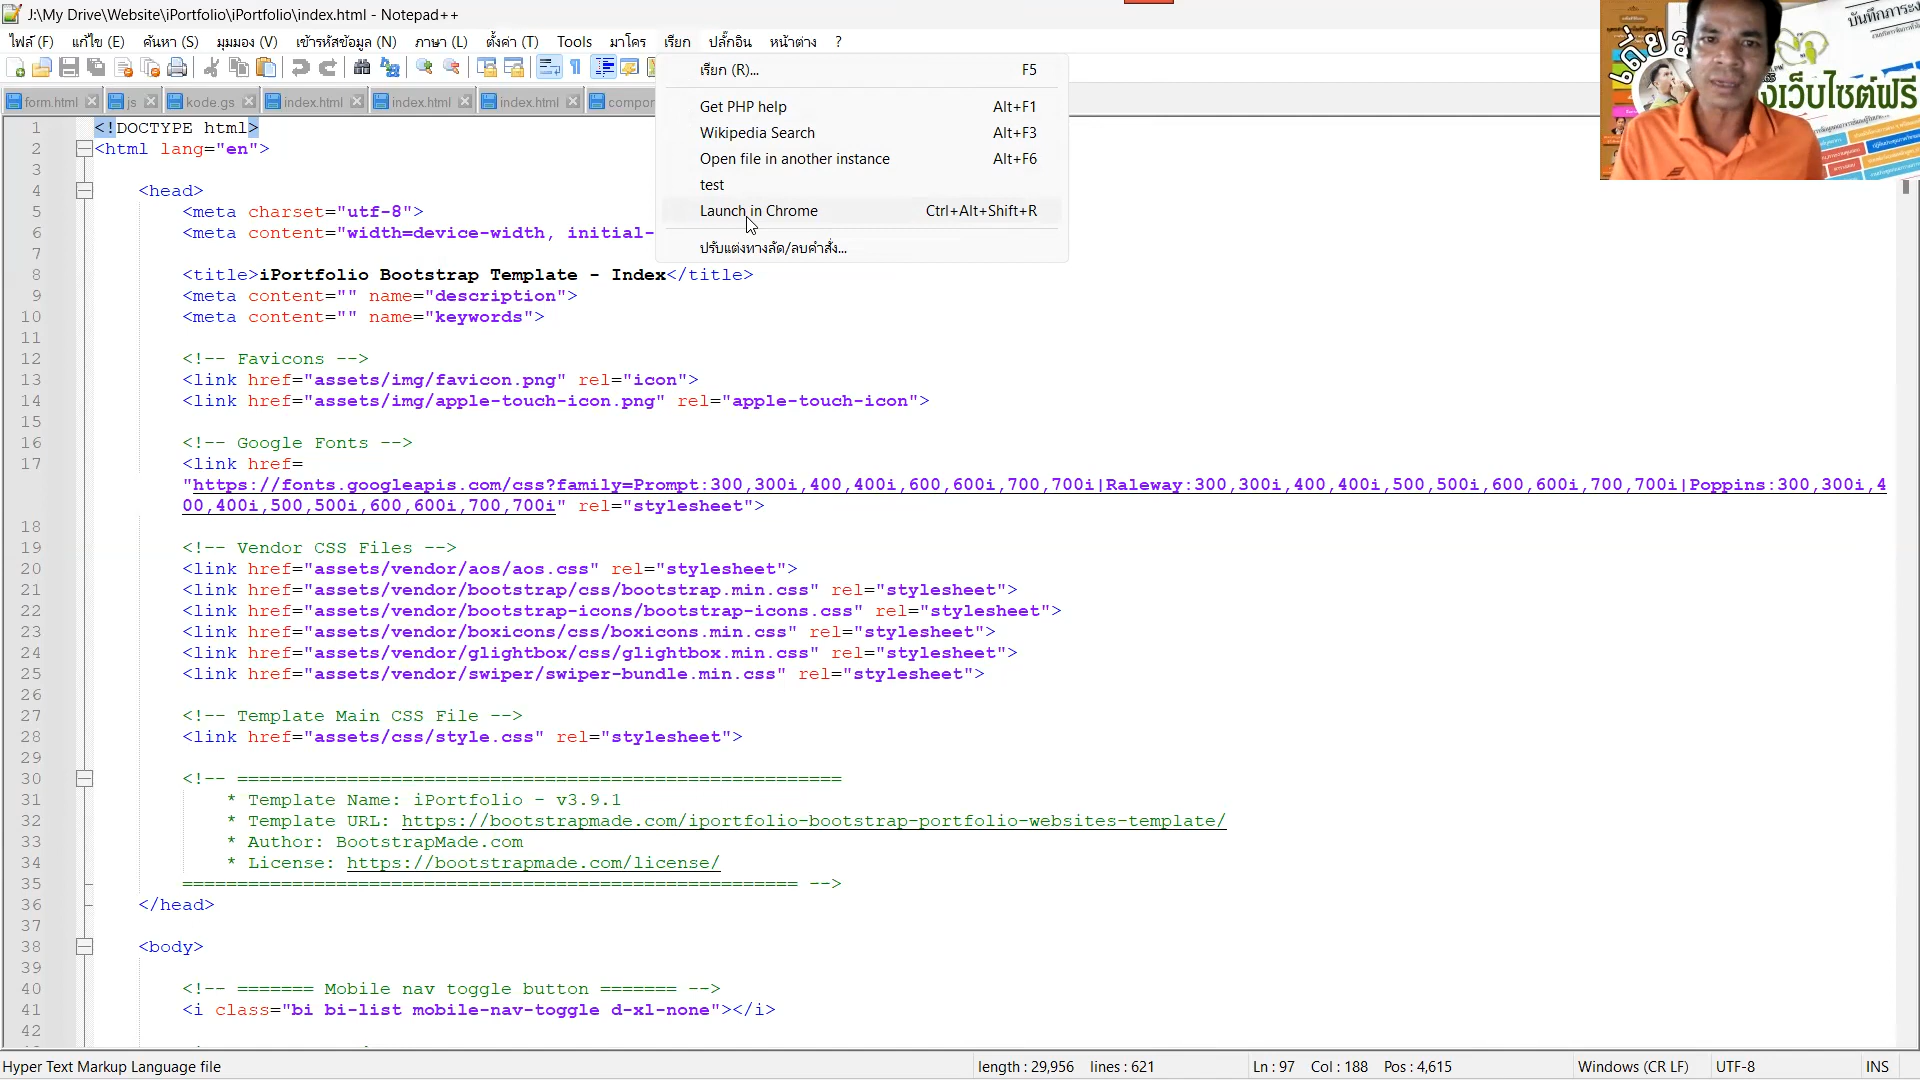 J:\My Drive\Website\iPortfolio\iPortfolio\index.html - Notepad++
ไฟล์ (F) แก้ไข (E) ค้นหา (S) มุมมอง (V) เข้ารหัสข้อมูล (N) ภาษา (L) ตั้งค่า (T) Tools มาโคร เรียก ปลั๊กอิน หน้าต่าง ?
form.html js kode.gs index.html index.html index.html compor
เรียก (R)... F5
Get PHP help Alt+F1
Wikipedia Search Alt+F3
Open file in another instance Alt+F6
test
Launch in Chrome Ctrl+Alt+Shift+R
ปรับแต่งทางลัด/ลบคำสั่ง...
1 <!DOCTYPE html>
2 <html lang="en">
3
4 <head>
5 <meta charset="utf-8">
6 <meta content="width=device-width, initial-
7
8 <title>iPortfolio Bootstrap Template - Index</title>
9 <meta content="" name="description">
10 <meta content="" name="keywords">
11
12 <!-- Favicons -->
13 <link href="assets/img/favicon.png" rel="icon">
14 <link href="assets/img/apple-touch-icon.png" rel="apple-touch-icon">
15
16 <!-- Google Fonts -->
17 <link href=
"https://fonts.googleapis.com/css?family=Prompt:300,300i,400,400i,600,600i,700,700i|Raleway:300,300i,400,400i,500,500i,600,600i,700,700i|Poppins:300,300i,4
00,400i,500,500i,600,600i,700,700i" rel="stylesheet">
18
19 <!-- Vendor CSS Files -->
20 <link href="assets/vendor/aos/aos.css" rel="stylesheet">
21 <link href="assets/vendor/bootstrap/css/bootstrap.min.css" rel="stylesheet">
22 <link href="assets/vendor/bootstrap-icons/bootstrap-icons.css" rel="stylesheet">
23 <link href="assets/vendor/boxicons/css/boxicons.min.css" rel="stylesheet">
24 <link href="assets/vendor/glightbox/css/glightbox.min.css" rel="stylesheet">
25 <link href="assets/vendor/swiper/swiper-bundle.min.css" rel="stylesheet">
26
27 <!-- Template Main CSS File -->
28 <link href="assets/css/style.css" rel="stylesheet">
29
30 <!-- =======================================================
31 * Template Name: iPortfolio - v3.9.1
32 * Template URL: https://bootstrapmade.com/iportfolio-bootstrap-portfolio-websites-template/
33 * Author: BootstrapMade.com
34 * License: https://bootstrapmade.com/license/
35 ======================================================== -->
36 </head>
37
38 <body>
39
40 <!-- ======= Mobile nav toggle button ======= -->
41 <i class="bi bi-list mobile-nav-toggle d-xl-none"></i>
42
Hyper Text Markup Language file length : 29,956 lines : 621 Ln : 97 Col : 188 Pos : 4,615 Windows (CR LF) UTF-8 INS
บันทึกภาระง
งเว็บไซต์ฟรี